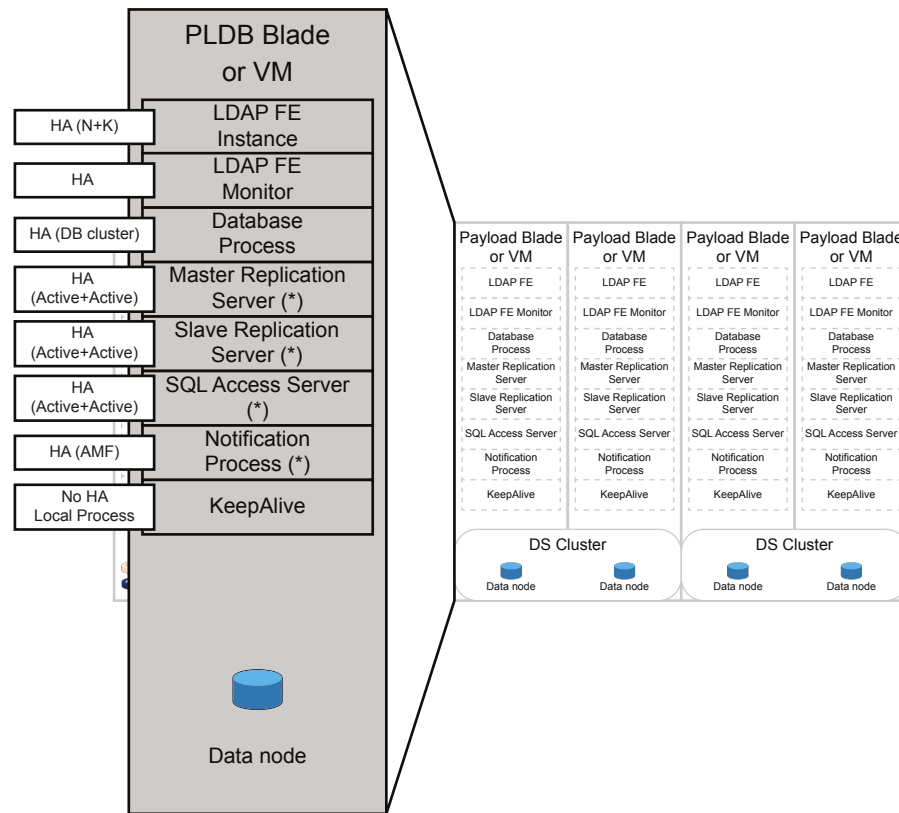 PLDB Blade
or VM
HA (N+K)
LDAP FE
Instance
HA
LDAP FE
Monitor
HA (DB cluster)
Database
Process
HA
(Active+Active)
Master Replication
Server (*)
HA
(Active+Active)
Slave Replication
Server (*)
HA
(Active+Active)
SQL Access Server
(*)
HA (AMF)
Notification
Process (*)
No HA
Local Process
KeepAlive
Data node
Payload Blade
or VM
LDAP FE
LDAP FE Monitor
Database
Process
Master Replication
Server
Slave Replication
Server
SQL Access Server
Notification
Process
KeepAlive
Payload Blade
or VM
LDAP FE
LDAP FE Monitor
Database
Process
Master Replication
Server
Slave Replication
Server
SQL Access Server
Notification
Process
KeepAlive
DS Cluster
Data node
Data node
Payload Blade
or VM
LDAP FE
LDAP FE Monitor
Database
Process
Master Replication
Server
Slave Replication
Server
SQL Access Server
Notification
Process
KeepAlive
Payload Blade
or VM
LDAP FE
LDAP FE Monitor
Database
Process
Master Replication
Server
Slave Replication
Server
SQL Access Server
Notification
Process
KeepAlive
DS Cluster
Data node
Data node